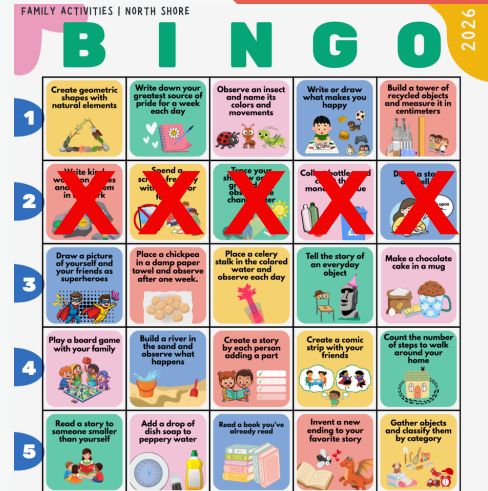 FAMILY ACTIVITIES | NORTH SHORE
2026
B I N G O
1
Create geometric
shapes with
natural elements
Write down your
greatest source of
pride for a week
each day
Observe an insect
and name its
colors and
movements
Write or draw
what makes you
happy
Build a tower of
recycled objects
and measure it in
centimeters
2
Write kind
in
Spend a
Trace your
Collect bottles
3
Draw a picture
of yourself and
your friends as
superheroes
Place a chickpea
in a damp paper
towel and observe
after one week.
Place a celery
stalk in the colored
water and
observe each day
Tell the story of
an everyday
object
Make a chocolate
cake in a mug
4
Play a board game
with your family
Build a river in
the sand and
observe what
happens
Create a story
by each person
adding a part
Create a comic
strip with your
friends
Count the number
of steps to walk
around your
home
5
Read a story to
someone smaller
than yourself
Add a drop of
dish soap to
peppery water
Read a book you've
already read
Invent a new
ending to your
favorite story
Gather objects
and classify them
by category